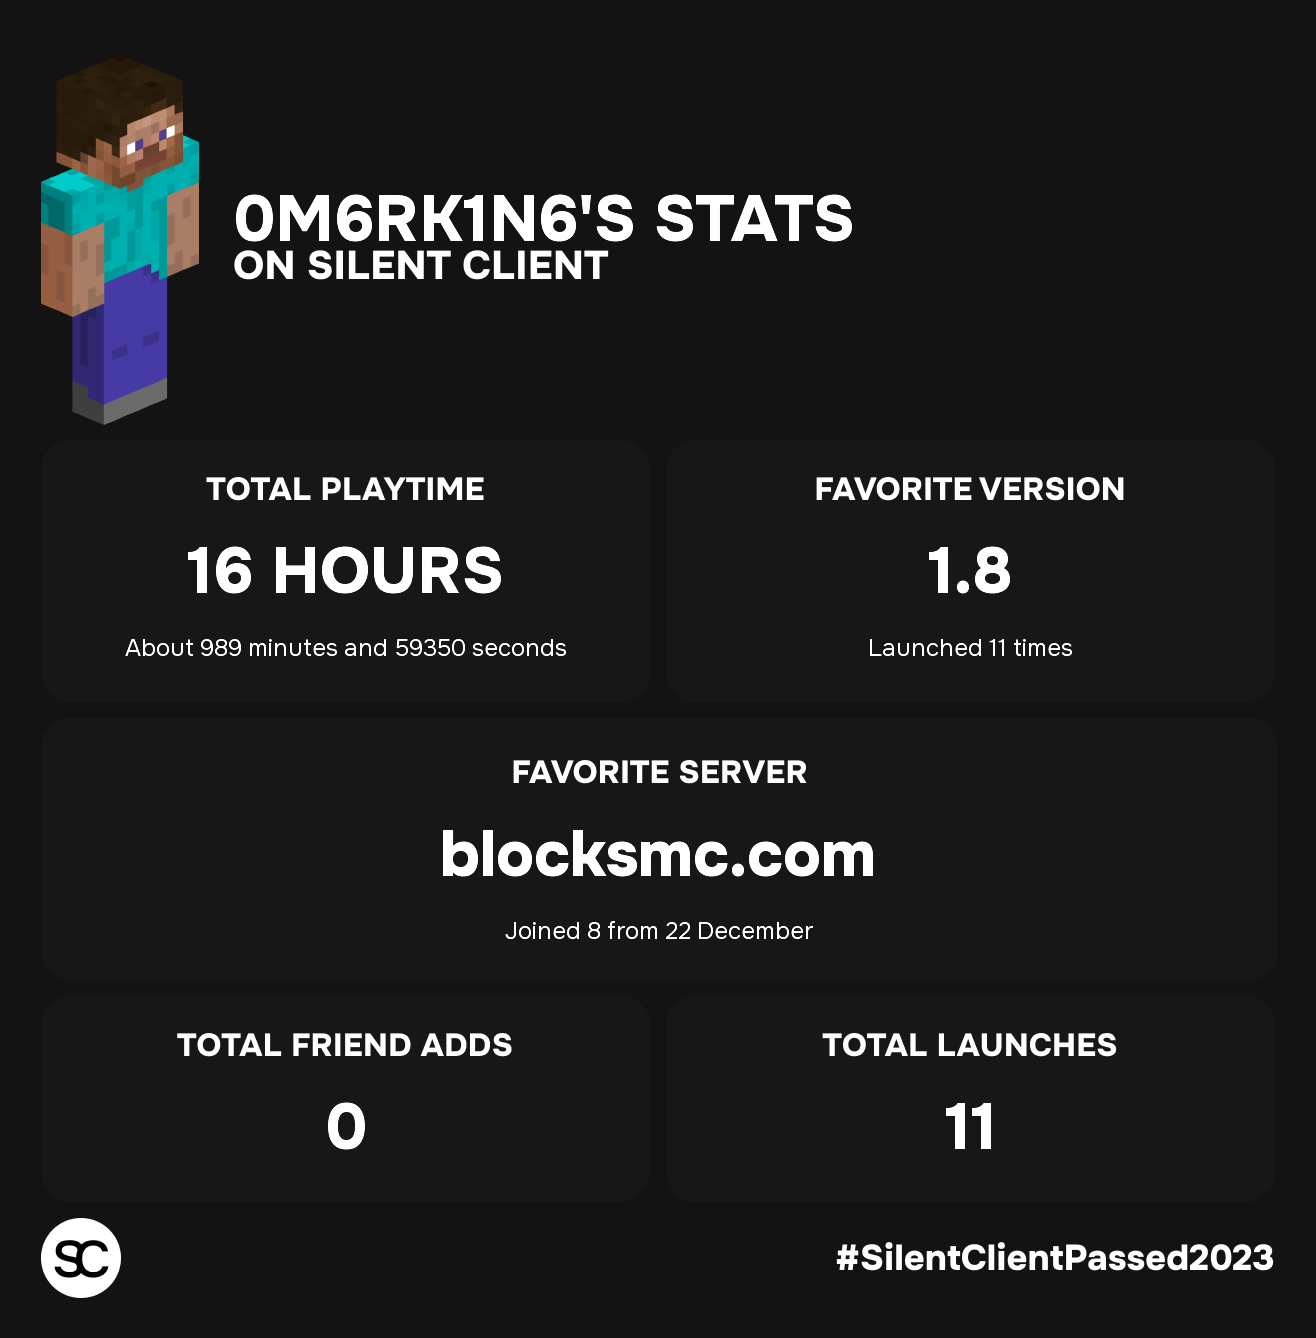 0M6RK1N6'S STATS
ON SILENT CLIENT
TOTAL PLAYTIME
16 HOURS
About 989 minutes and 59350 seconds
FAVORITE VERSION
1.8
Launched 11 times
FAVORITE SERVER
blocksmc.com
Joined 8 from 22 December
TOTAL FRIEND ADDS
0
TOTAL LAUNCHES
11
SC
#SilentClientPassed2023